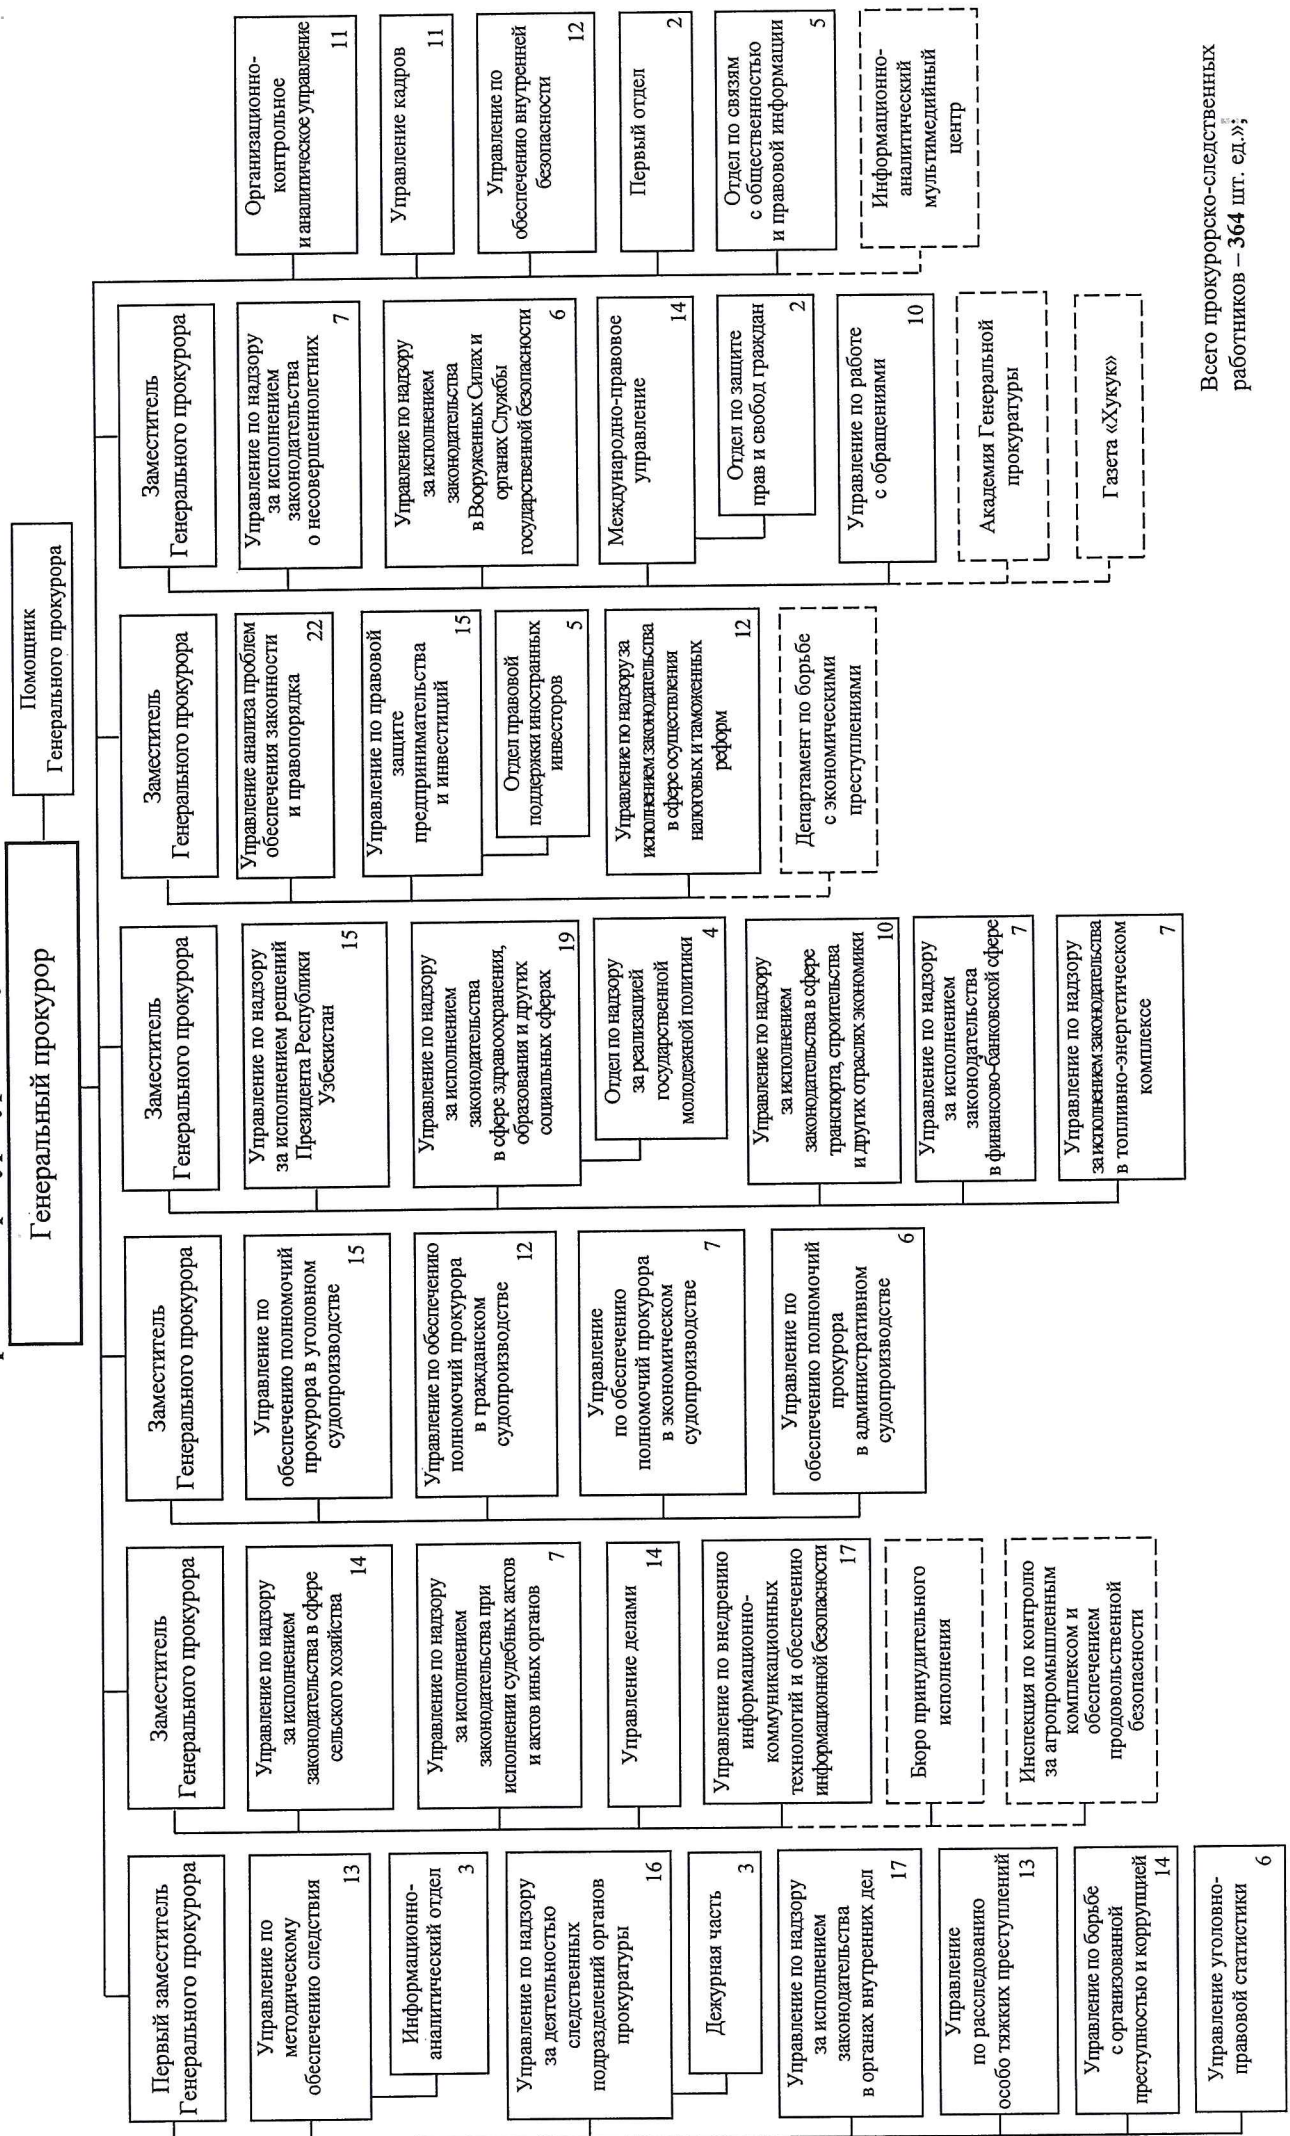 Генеральный прокурор
Помощник
Генерального прокурора
Первый заместитель
Генерального прокурора
Управление по
методическому
обеспечению следствия
13
Информационно-
аналитический отдел
3
Управление по надзору
за деятельностью
следственных
подразделений органов
прокуратуры
16
Дежурная часть
3
Управление по надзору
за исполнением
законодательства
в органах внутренних дел
17
Управление
по расследованию
особо тяжких преступлений
13
Управление по борьбе
с организованной
преступностью и коррупцией
14
Управление уголовно-
правовой статистики
6
Заместитель
Генерального прокурора
Управление по надзору
за исполнением
законодательства в сфере
сельского хозяйства
14
Управление по надзору
за исполнением
законодательства при
исполнении судебных актов
и актов иных органов
7
Управление делами
14
Управление по внедрению
информационно-
коммуникационных
технологий и обеспечению
информационной безопасности
17
Бюро принудительного
исполнения
Инспекция по контролю
за агропромышленным
комплексом и
обеспечением
продовольственной
безопасности
Заместитель
Генерального прокурора
Управление по
обеспечению полномочий
прокурора в уголовном
судопроизводстве
15
Управление по обеспечению
полномочий прокурора
в гражданском
судопроизводстве
12
Управление
по обеспечению
полномочий прокурора
в экономическом
судопроизводстве
7
Управление по
обеспечению полномочий
прокурора
в административном
судопроизводстве
6
Заместитель
Генерального прокурора
Управление по надзору
за исполнением решений
Президента Республики
Узбекистан
15
Управление по надзору
за исполнением
законодательства
в сфере здравоохранения,
образования и других
социальных сферах
19
Отдел по надзору
за реализацией
государственной
молодежной политики
4
Управление по надзору
за исполнением
законодательства в сфере
транспорта, строительства
и других отраслях экономики
10
Управление по надзору
за исполнением
законодательства
в финансово-банковской сфере
7
Управление по надзору
за исполнением законодательства
в топливно-энергетическом
комплексе
7
Заместитель
Генерального прокурора
Управление анализа проблем
обеспечения законности
и правопорядка
22
Управление по правовой
защите
предпринимательства
и инвестиций
15
Отдел правовой
поддержки иностранных
инвесторов
5
Управление по надзору за
исполнением законодательства
в сфере осуществления
налоговых и таможенных
реформ
12
Департамент по борьбе
с экономическими
преступлениями
Заместитель
Генерального прокурора
Управление по надзору
за исполнением
законодательства
о несовершеннолетних
7
Управление по надзору
за исполнением
законодательства
в Вооруженных Силах и
органах Службы
государственной безопасности
6
Международно-правовое
управление
14
Отдел по защите
прав и свобод граждан
2
Управление по работе
с обращениями
10
Академия Генеральной
прокуратуры
Газета «Хукук»
Организационно-
контрольное
и аналитическое управление
11
Управление кадров
11
Управление по
обеспечению внутренней
безопасности
12
Первый отдел
2
Отдел по связям
с общественностью
и правовой информации
5
Информационно-
аналитический
мультимедийный
центр
Всего прокурорско-следственных
работников – 364 шт. ед.»;